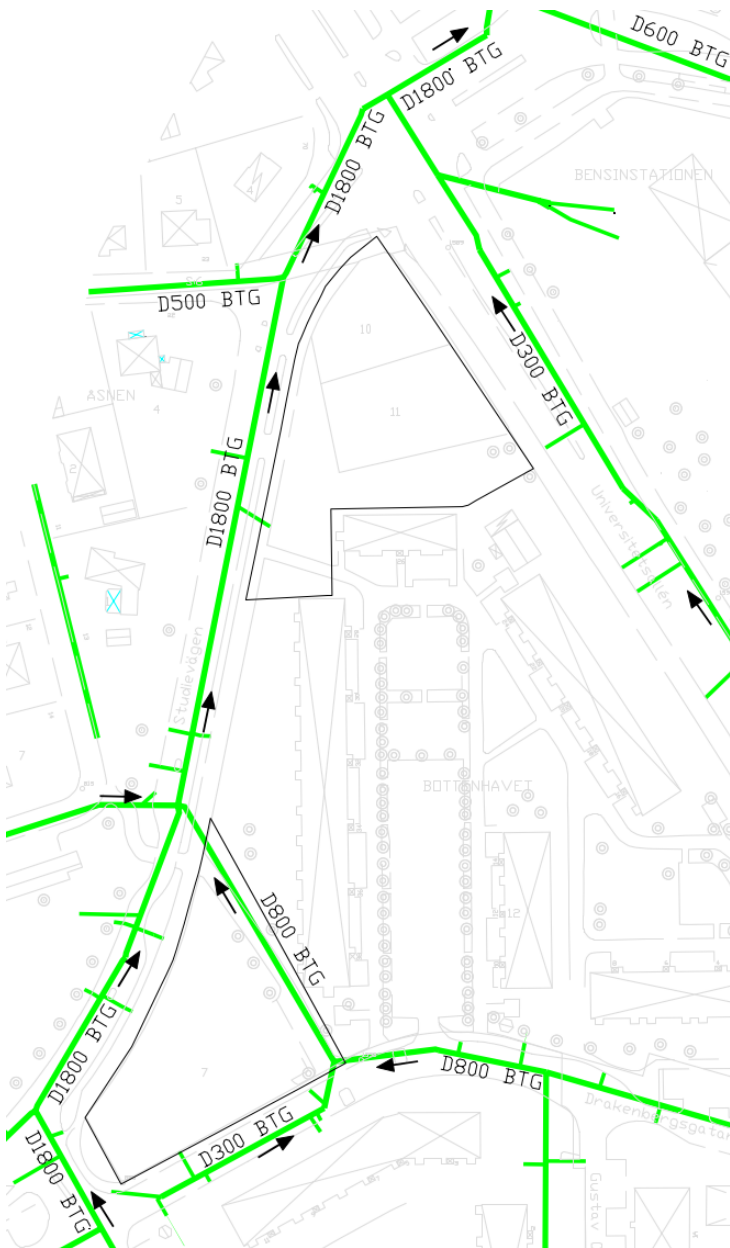 D600 BTG
D1800 BTG
D1800 BTG
BENSINSTATIONEN
5
4
D500 BTG
10
D300 BTG
ASNEN
4
11
2
D1800 BTG
Universitetsallén
Studievägen
7
BOTTENHAVET
12
D800 BTG
D1800 BTG
7
D800 BTG
Drakenbergsgatan
D300 BTG
D1800 BTG
Gustav